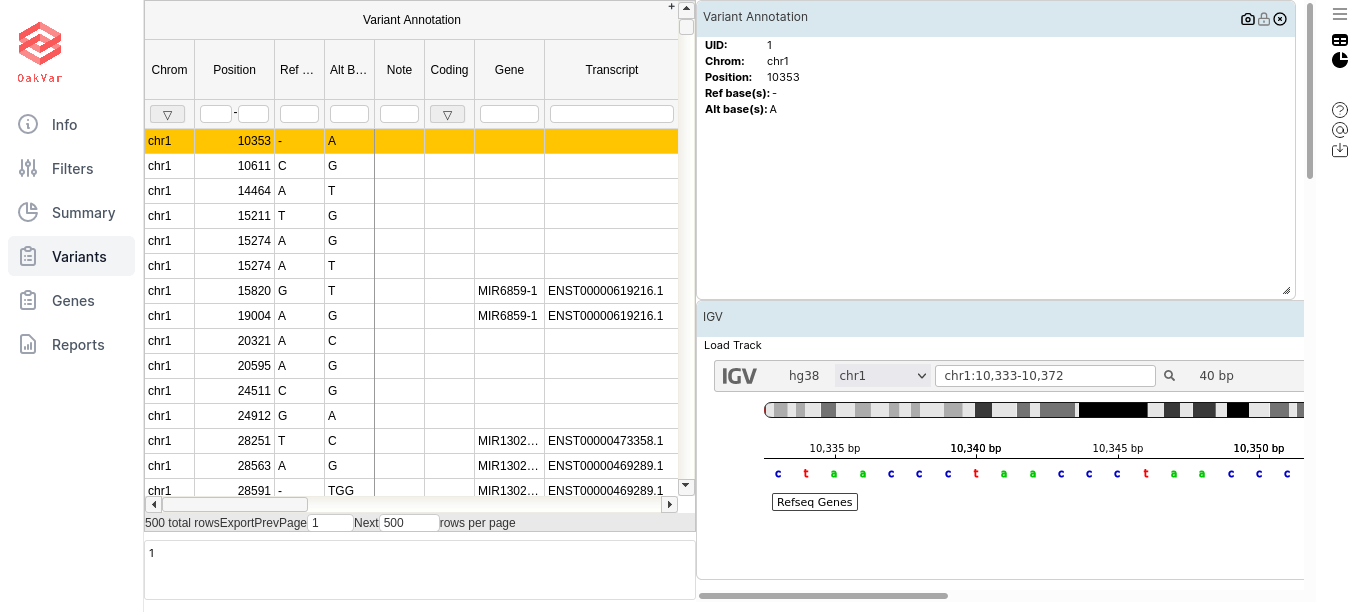 OakVar
Info
Filters
Summary
Variants
Genes
Reports
Variant Annotation
+
Chrom Position Ref ... Alt B... Note Coding Gene Transcript
-
chr1 10353 - A
chr1 10611 C G
chr1 14464 A T
chr1 15211 T G
chr1 15274 A G
chr1 15274 A T
chr1 15820 G T MIR6859-1 ENST00000619216.1
chr1 19004 A G MIR6859-1 ENST00000619216.1
chr1 20321 A C
chr1 20595 A G
chr1 24511 C G
chr1 24912 G A
chr1 28251 T C MIR1302... ENST00000473358.1
chr1 28563 A G MIR1302... ENST00000469289.1
chr1 28591 - TGG MIR1302... ENST00000469289.1
500 total rowsExportPrevPage 1 Next 500 rows per page
1
Variant Annotation
UID: 1
Chrom: chr1
Position: 10353
Ref base(s): -
Alt base(s): A
IGV
Load Track
IGV hg38 chr1 chr1:10,333-10,372 40 bp
10,335 bp 10,340 bp 10,345 bp 10,350 bp
c t a a c c c t a a c c c t a a c c c
Refseq Genes